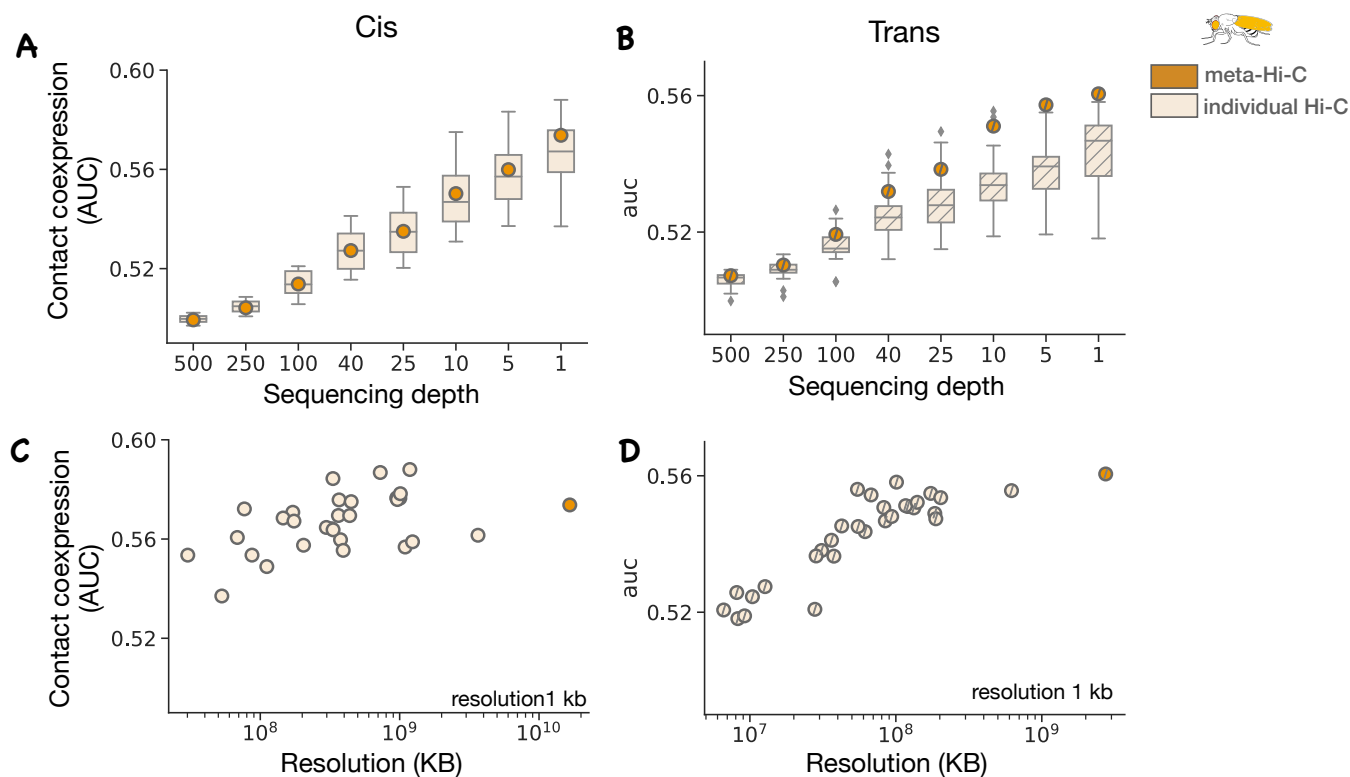 A
Cis
Contact coexpression
(AUC)
0.60
0.56
0.52
500 250 100 40 25 10 5 1
Sequencing depth
B
Trans
auc
0.56
0.52
500 250 100 40 25 10 5 1
Sequencing depth
meta-Hi-C
individual Hi-C
C
Contact coexpression
(AUC)
0.60
0.56
0.52
resolution1 kb
10^8 10^9 10^10
Resolution (KB)
D
auc
0.56
0.52
resolution 1 kb
10^7 10^8 10^9
Resolution (KB)